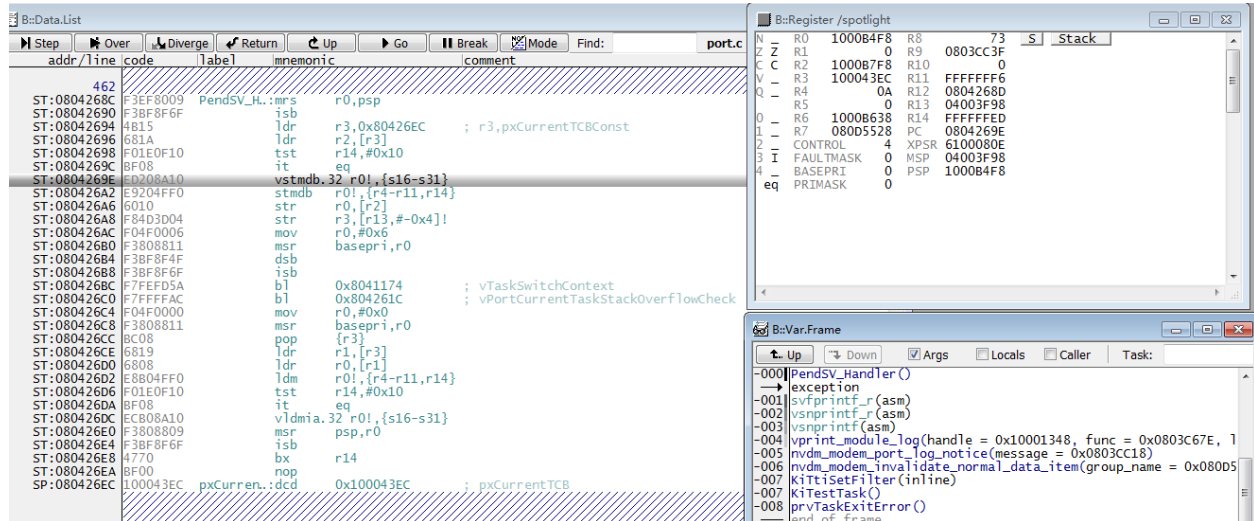 B::Data.List
Step Over Diverge Return Up Go Break Mode Find: port.c
addr/line code label mnemonic comment
462
ST:0804268C F3EF8009 PendSV_H..:mrs r0,psp
ST:08042690 F3BF8F6F isb
ST:08042694 4B15 ldr r3,0x80426EC ; r3,pxCurrentTCBConst
ST:08042696 681A ldr r2,[r3]
ST:08042698 F01E0F10 tst r14,#0x10
ST:0804269C BF08 it eq
ST:0804269E ED208A10 vstmdb.32 r0!,{s16-s31}
ST:080426A2 E9204FF0 stmdb r0!,{r4-r11,r14}
ST:080426A6 6010 str r0,[r2]
ST:080426A8 F84D3D04 str r3,[r13,#-0x4]!
ST:080426AC F04F0006 mov r0,#0x6
ST:080426B0 F3808811 msr basepri,r0
ST:080426B4 F3BF8F4F dsb
ST:080426B8 F3BF8F6F isb
ST:080426BC F7FEFD5A bl 0x8041174 ; vTaskSwitchContext
ST:080426C0 F7FFFFAC bl 0x804261C ; vPortCurrentTaskStackOverflowCheck
ST:080426C4 F04F0000 mov r0,#0x0
ST:080426C8 F3808811 msr basepri,r0
ST:080426CC BC08 pop {r3}
ST:080426CE 6819 ldr r1,[r3]
ST:080426D0 6808 ldr r0,[r1]
ST:080426D2 E8B04FF0 ldm r0!,{r4-r11,r14}
ST:080426D6 F01E0F10 tst r14,#0x10
ST:080426DA BF08 it eq
ST:080426DC ECB08A10 vldmia.32 r0!,{s16-s31}
ST:080426E0 F3808809 msr psp,r0
ST:080426E4 F3BF8F6F isb
ST:080426E8 4770 bx r14
ST:080426EA BF00 nop
SP:080426EC 100043EC pxCurren..:dcd 0x100043EC ; pxCurrentTCB
B::Register /spotlight
N _ R0 1000B4F8 R8 73 S Stack
Z Z R1 0 R9 0803CC3F
C C R2 1000B7F8 R10 0
V _ R3 100043EC R11 FFFFFFF6
Q _ R4 0A R12 0804268D
R5 0 R13 04003F98
0 _ R6 1000B638 R14 FFFFFFED
1 _ R7 080D5528 PC 0804269E
2 _ CONTROL 4 XPSR 6100080E
3 I FAULTMASK 0 MSP 04003F98
4 _ BASEPRI 0 PSP 1000B4F8
eq PRIMASK 0
B::Var.Frame
Up Down Args Locals Caller Task:
-000 PendSV_Handler()
exception
-001 svfprintf_r(asm)
-002 vsnprintf_r(asm)
-003 vsnprintf(asm)
-004 vprint_module_log(handle = 0x10001348, func = 0x0803C67E, l
-005 nvdm_modem_port_log_notice(message = 0x0803CC18)
-006 nvdm_modem_invalidate_normal_data_item(group_name = 0x080D5
-007 KiTtiSetFilter(inline)
-007 KiTestTask()
-008 prvTaskExitError()
end of frame